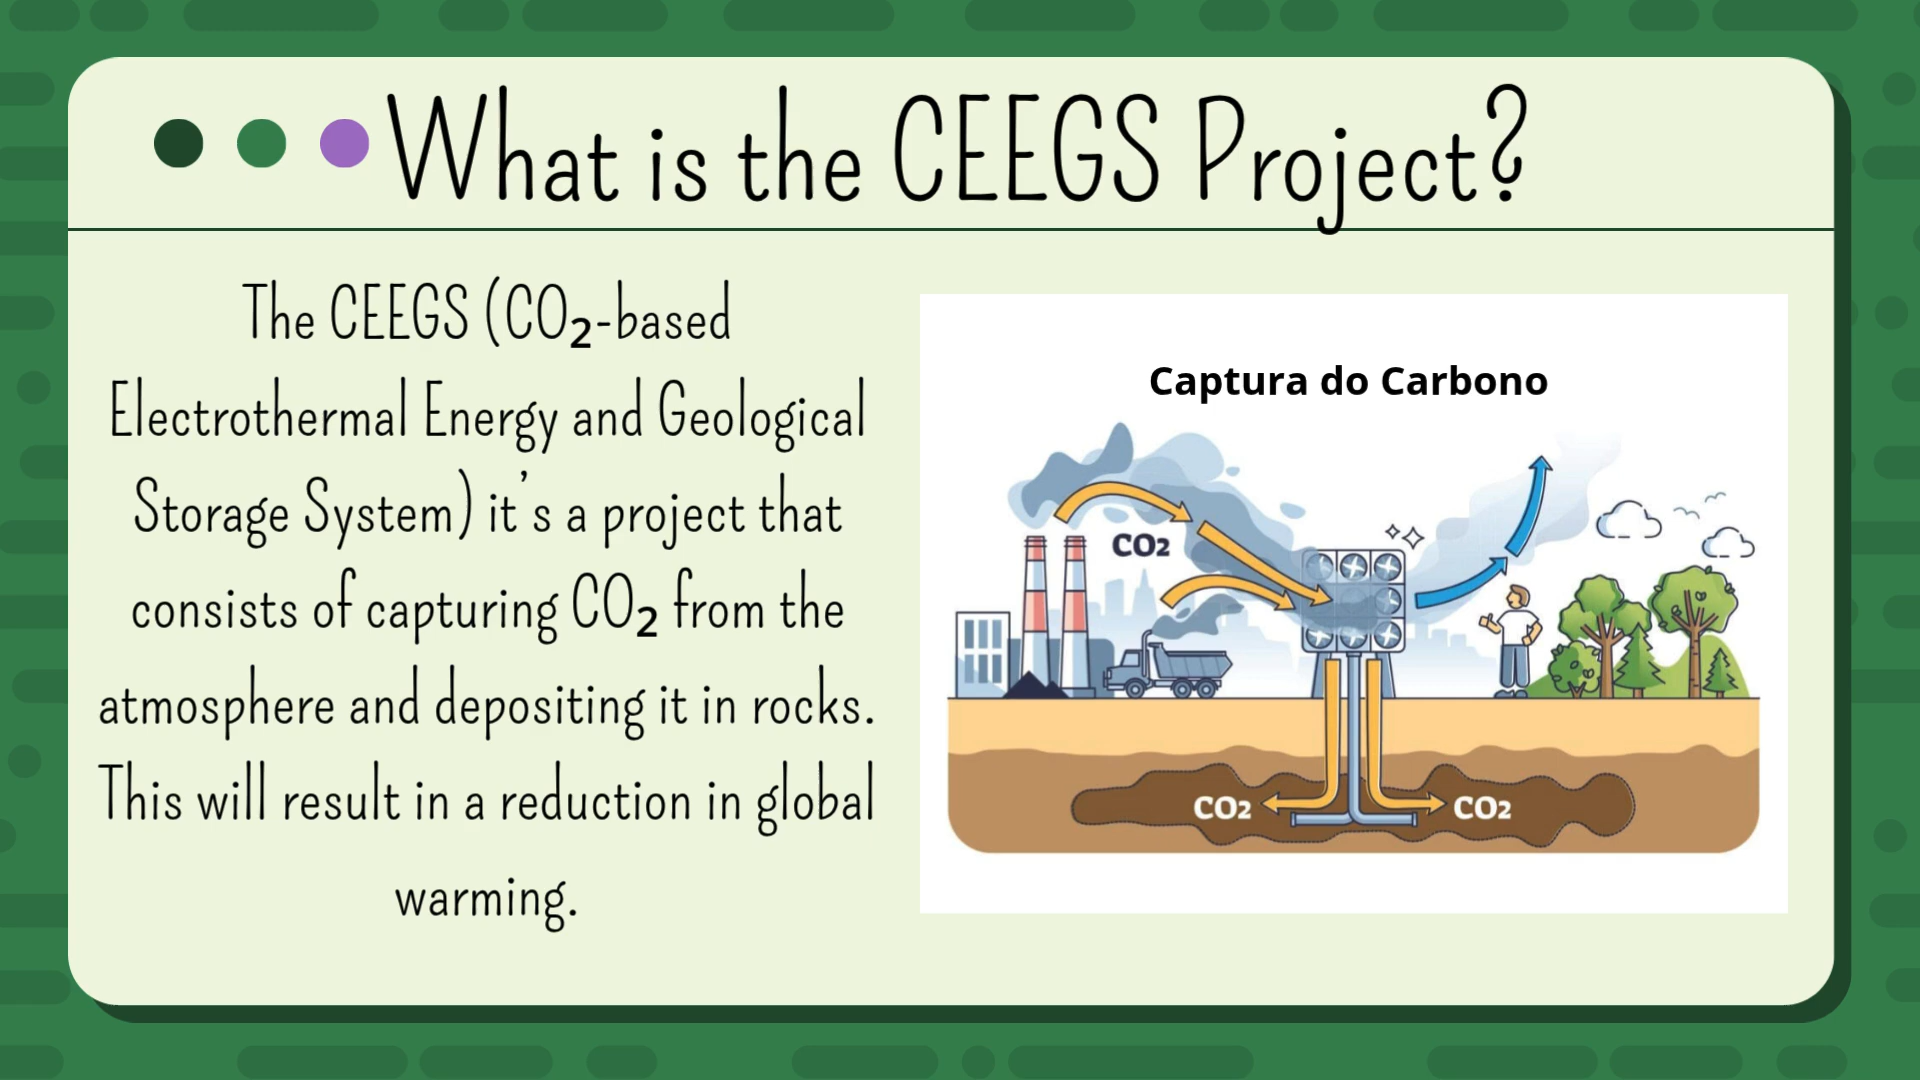 What is the CEEGS Project?
The CEEGS (CO₂-based
Electrothermal Energy and Geological
Storage System) it's a project that
consists of capturing CO₂ from the
atmosphere and depositing it in rocks.
This will result in a reduction in global
warming.
Captura do Carbono
CO2
CO2
CO2